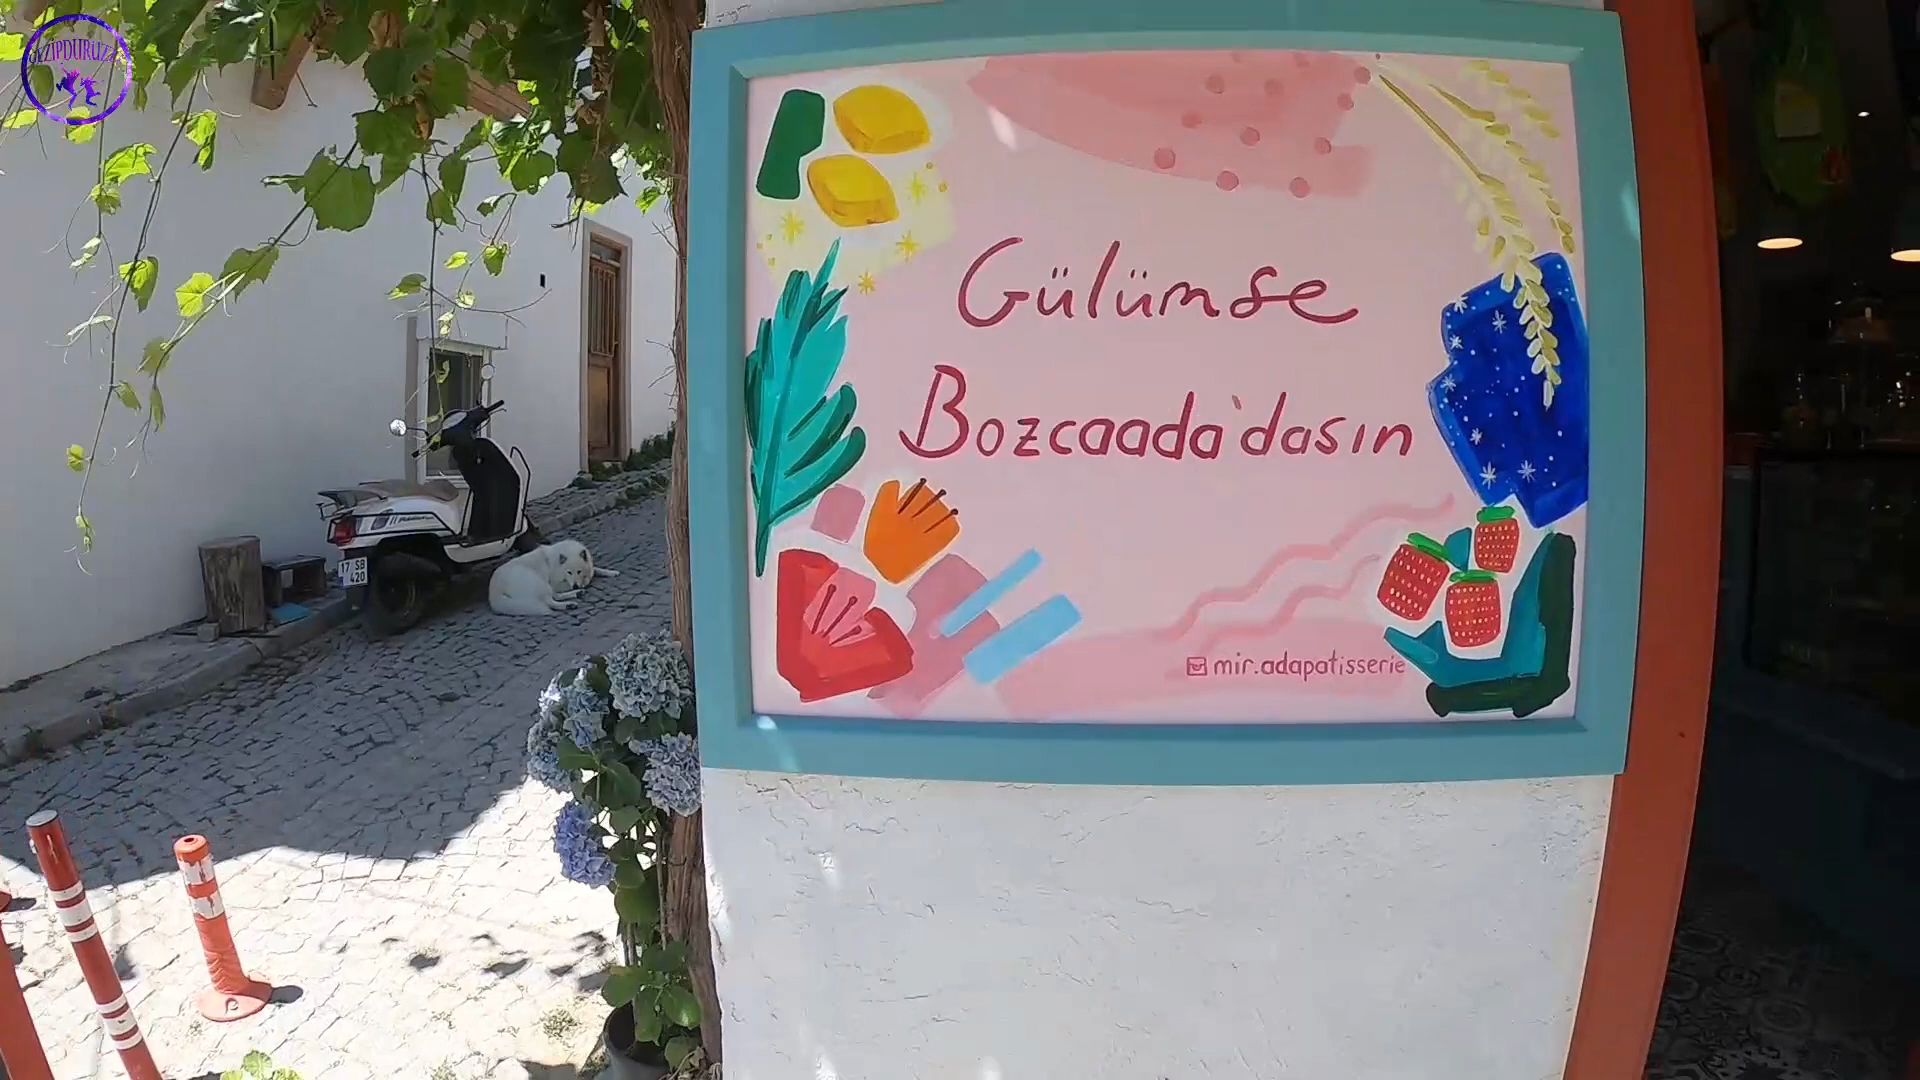 GEZİPDURUZ
Gülümse
Bozcaada'dasın
mir.adapatisserie
17 SB
420